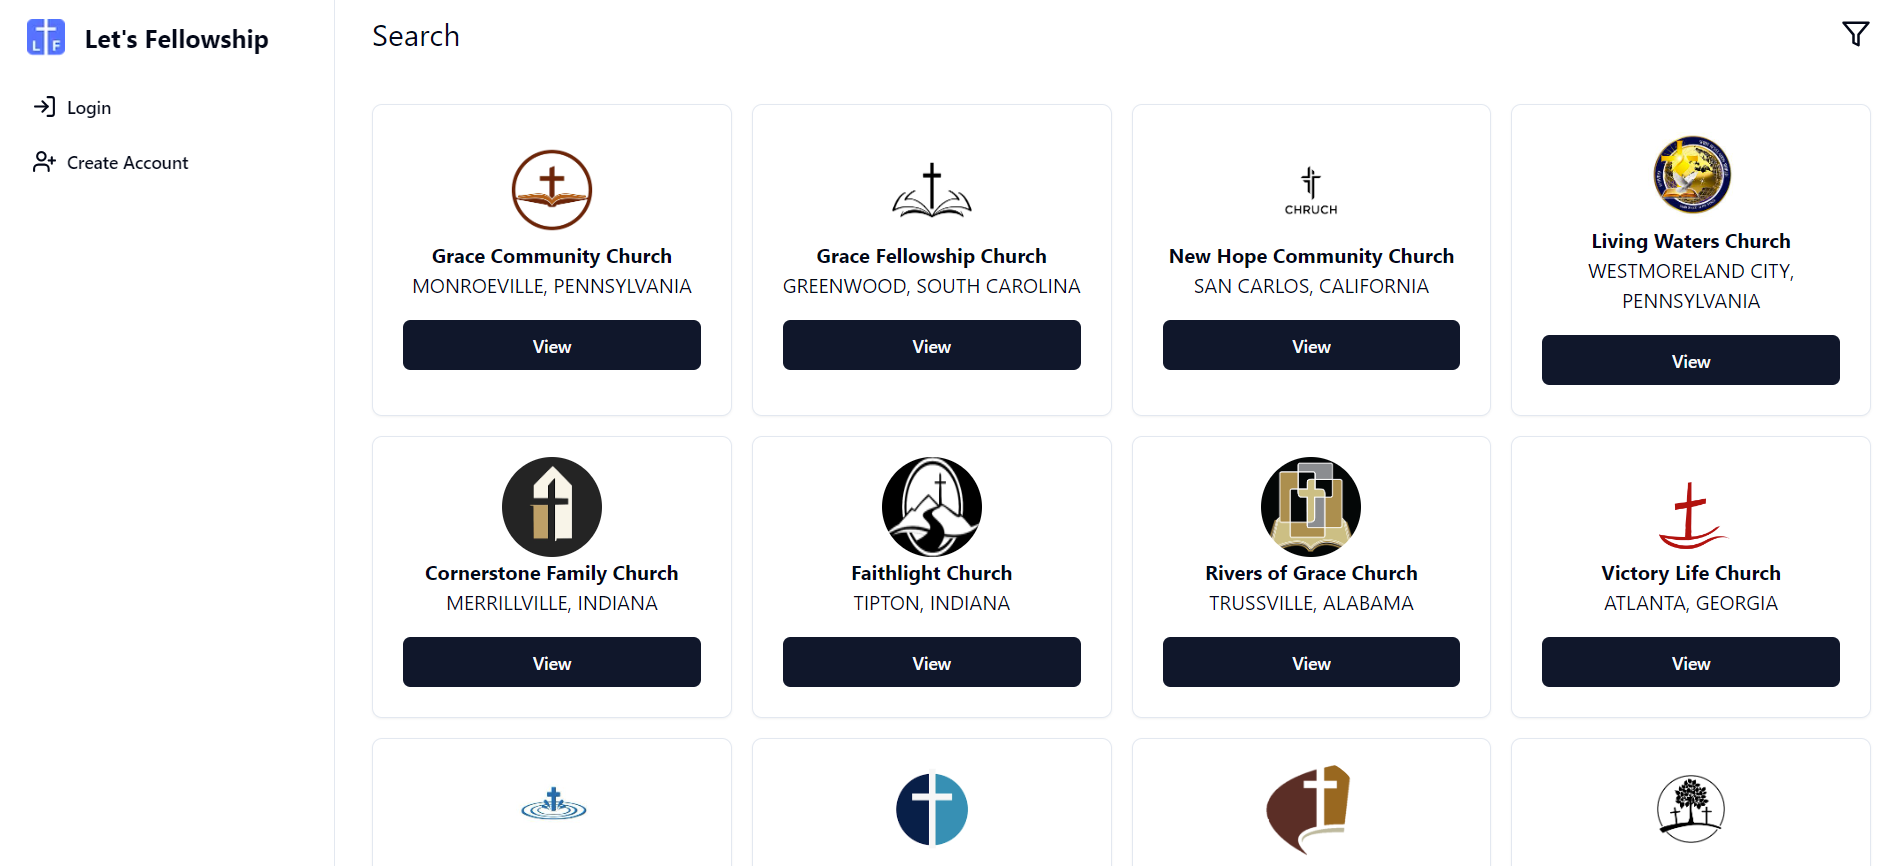 L F
Let's Fellowship
Login
Create Account
Search
Grace Community Church
MONROEVILLE, PENNSYLVANIA
View
Grace Fellowship Church
GREENWOOD, SOUTH CAROLINA
View
CHRUCH
New Hope Community Church
SAN CARLOS, CALIFORNIA
View
Living Waters Church
WESTMORELAND CITY,
PENNSYLVANIA
View
Cornerstone Family Church
MERRILLVILLE, INDIANA
View
Faithlight Church
TIPTON, INDIANA
View
Rivers of Grace Church
TRUSSVILLE, ALABAMA
View
Victory Life Church
ATLANTA, GEORGIA
View